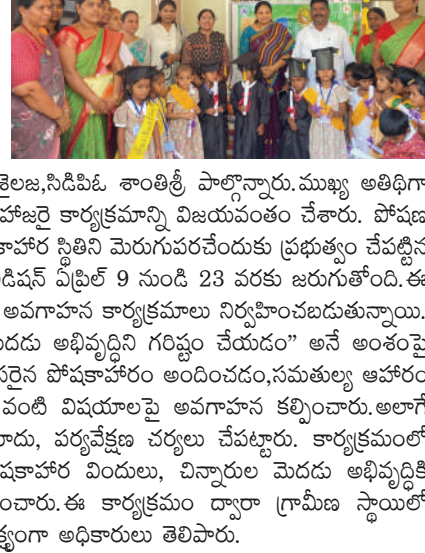 శైలజ,సిడిపిఓ శాంతిశ్రీ పాల్గొన్నారు.ముఖ్య అతిథిగా
హాజరై కార్యక్రమాన్ని విజయవంతం చేశారు. పోషణ
కాహార స్థితిని మెరుగుపరచేందుకు ప్రభుత్వం చేపట్టిన
డిషన్ ఏప్రిల్ 9 నుండి 23 వరకు జరుగుతోంది.ఈ
అవగాహన కార్యక్రమాలు నిర్వహించబడుతున్నాయి.
మెదడు అభివృద్ధిని గరిష్టం చేయడం" అనే అంశంపై
సరైన పోషకాహారం అందించడం,సమతుల్య ఆహారం
వంటి విషయాలపై అవగాహన కల్పించారు.అలాగే
పర్యవేక్షణ చర్యలు చేపట్టారు. కార్యక్రమంలో
షకాహార విందులు, చిన్నారుల మెదడు అభివృద్ధికి
ంచారు.ఈ కార్యక్రమం ద్వారా గ్రామీణ స్థాయిలో
క్ష్యంగా అధికారులు తెలిపారు.